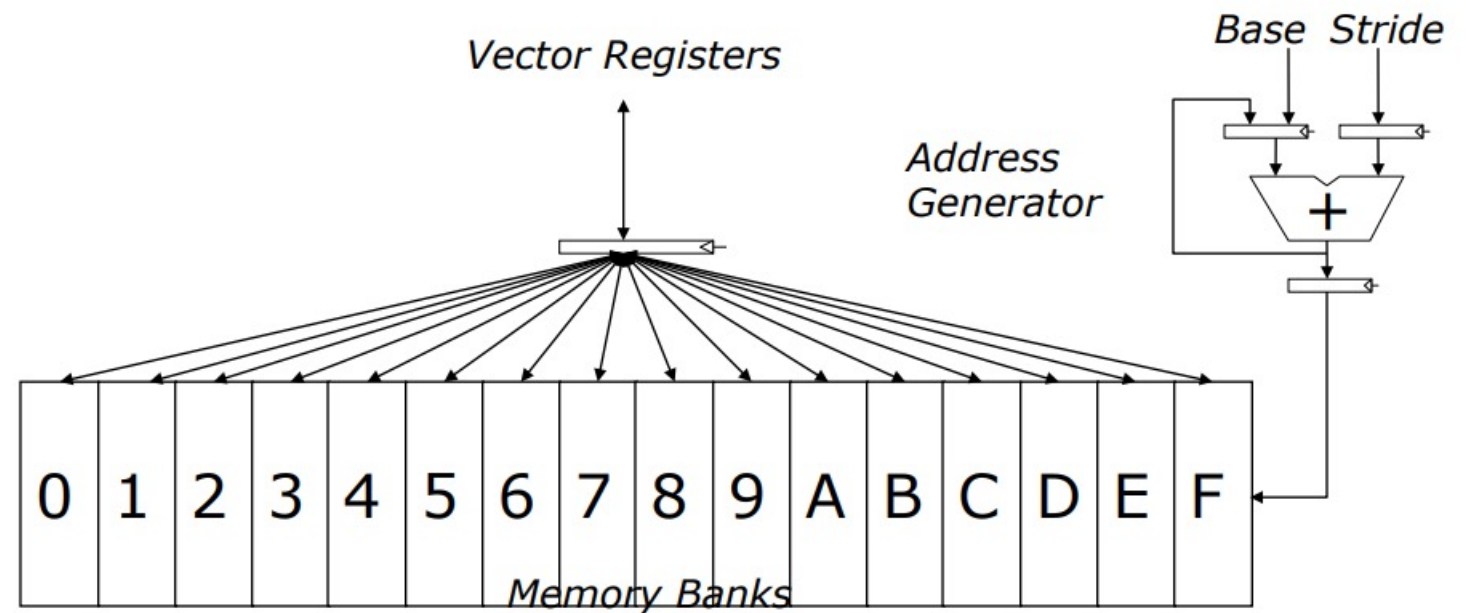 Base Stride
Vector Registers
Address
Generator
+
0 1 2 3 4 5 6 7 8 9 A B C D E F
Memory Banks